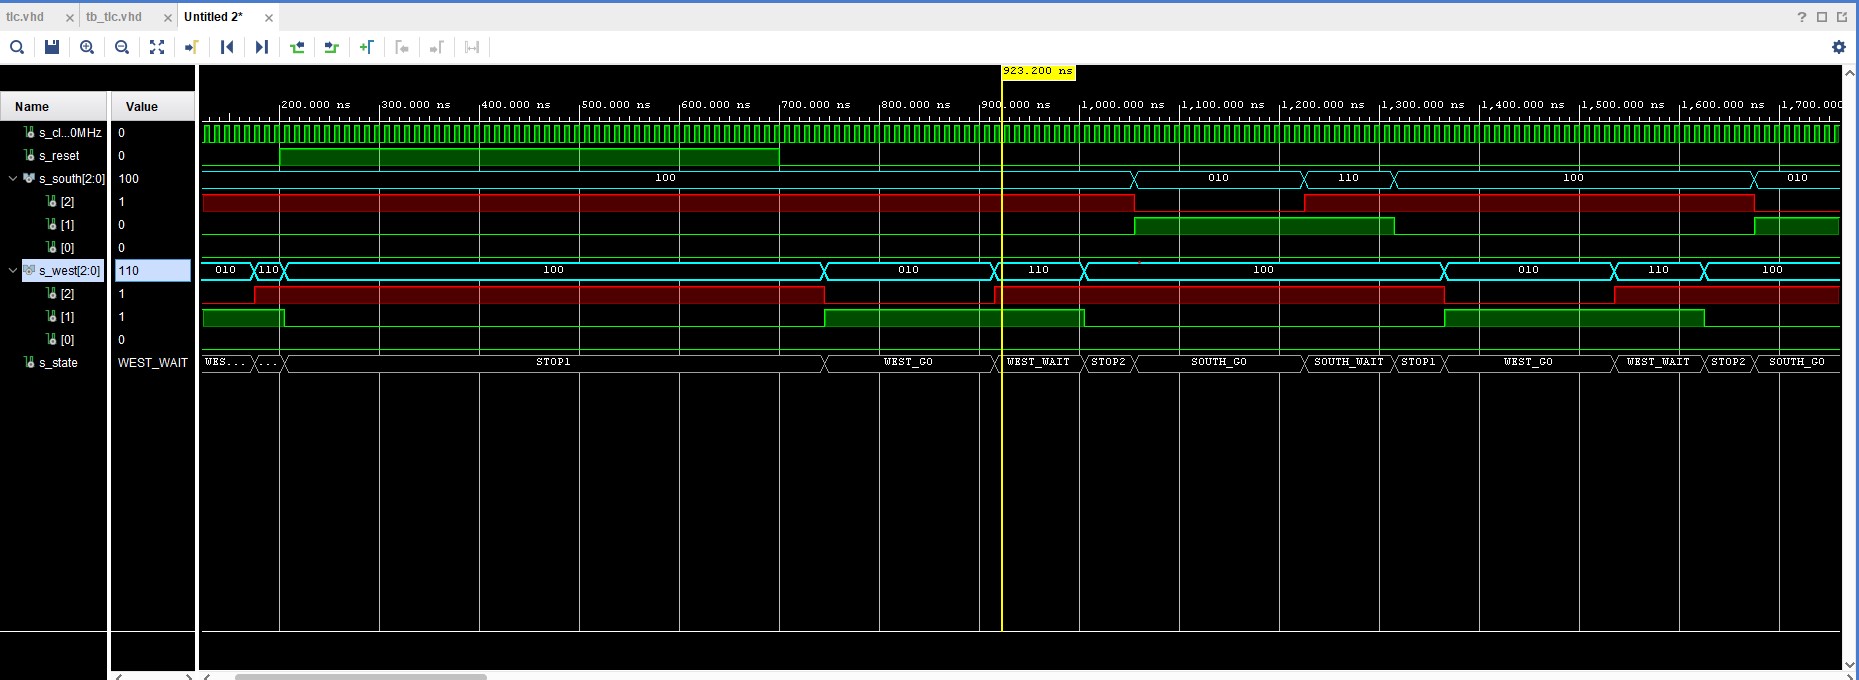 tlc.vhd × tb_tlc.vhd × Untitled 2* ×
923.200 ns
Name Value
200.000 ns 300.000 ns 400.000 ns 500.000 ns 600.000 ns 700.000 ns 800.000 ns 900.000 ns 1,000.000 ns 1,100.000 ns 1,200.000 ns 1,300.000 ns 1,400.000 ns 1,500.000 ns 1,600.000 ns 1,700.000
s_cl...0MHz 0
s_reset 0
s_south[2:0] 100 100 010 110 100 010
[2] 1
[1] 0
[0] 0
s_west[2:0] 110 010 110 100 010 110 100 010 110 100
[2] 1
[1] 1
[0] 0
s_state WEST_WAIT WES... ... STOP1 WEST_GO WEST_WAIT STOP2 SOUTH_GO SOUTH_WAIT STOP1 WEST_GO WEST_WAIT STOP2 SOUTH_GO